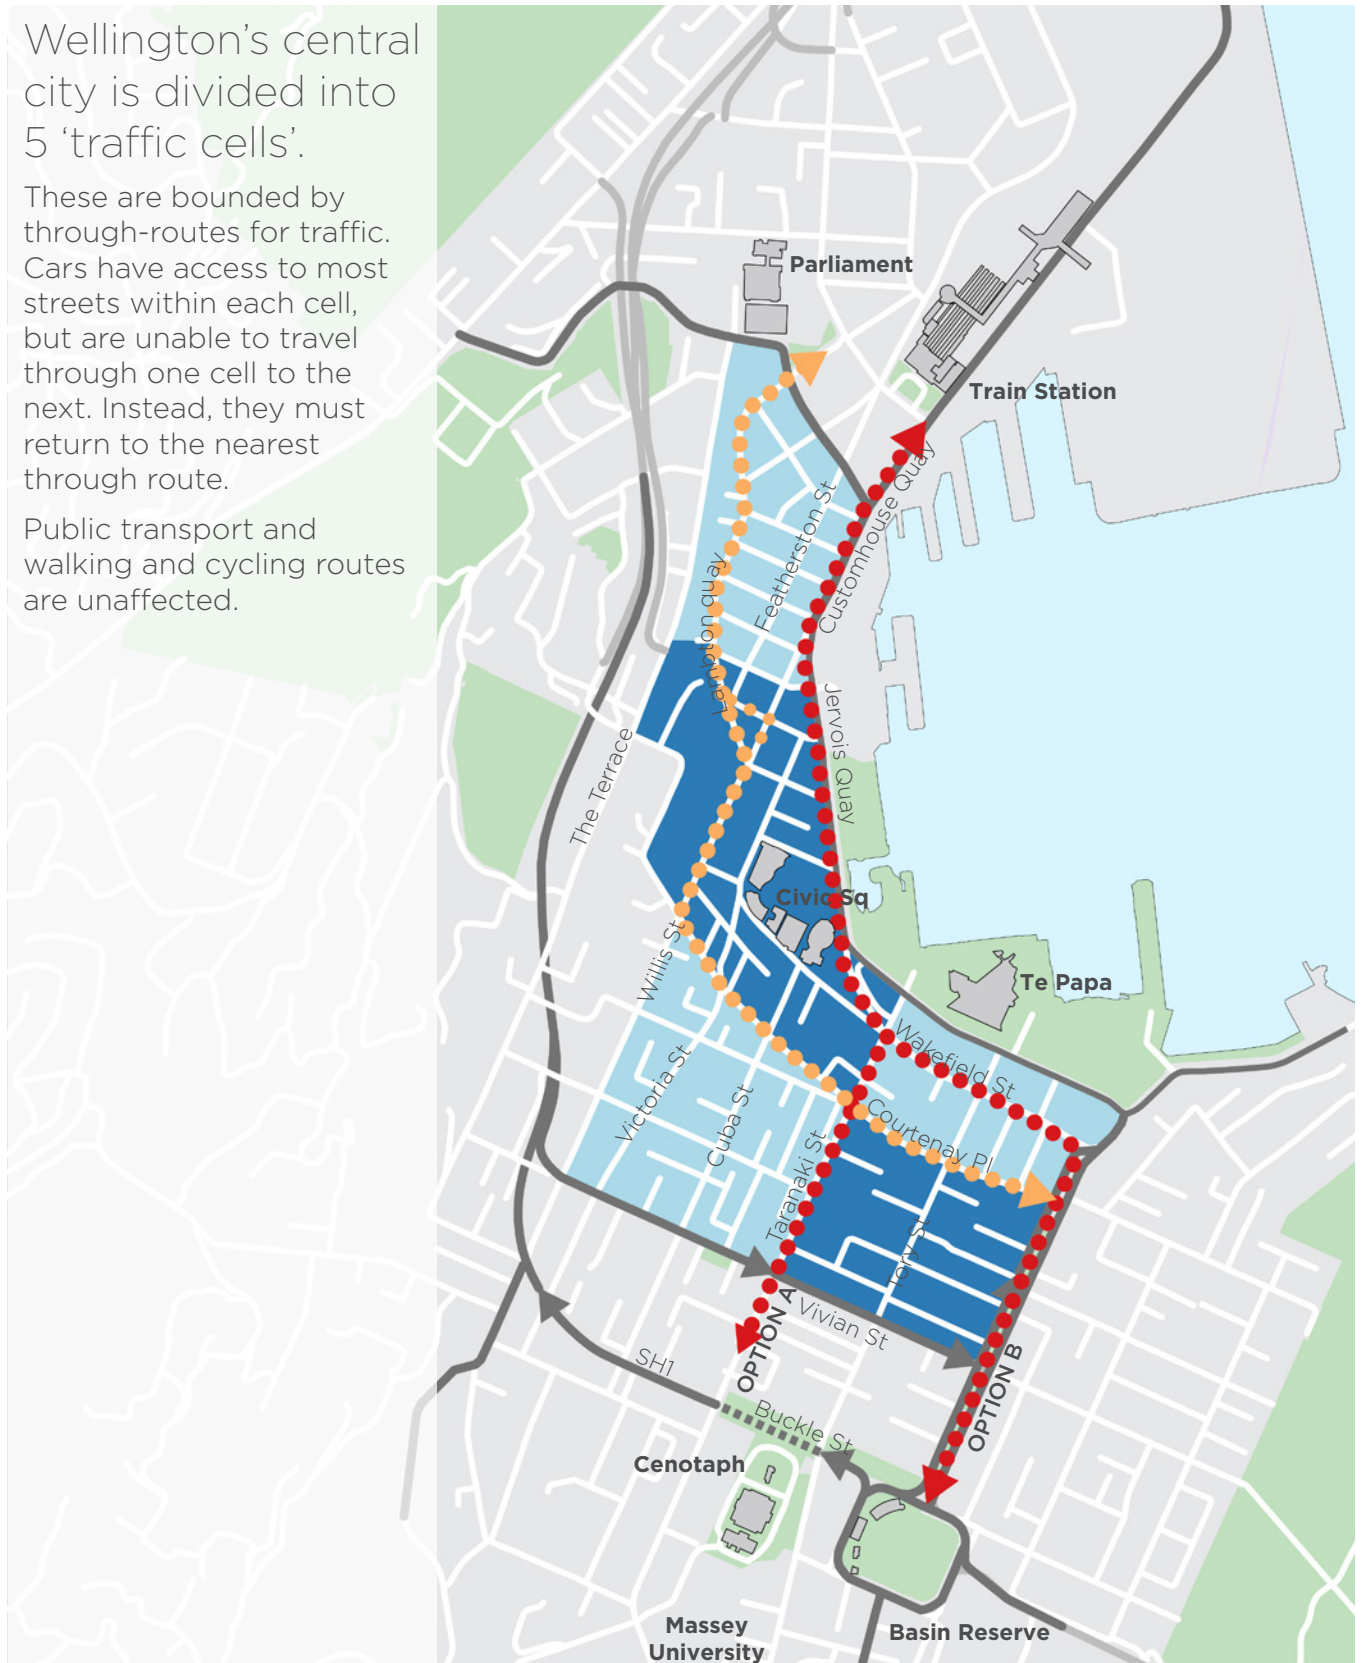 Wellington's central
city is divided into
5 'traffic cells'.
These are bounded by
through-routes for traffic.
Cars have access to most
streets within each cell,
but are unable to travel
through one cell to the
next. Instead, they must
return to the nearest
through route.
Public transport and
walking and cycling routes
are unaffected.
Parliament
Train Station
Customhouse Quay
Featherston St
Lambton quay
Jervois Quay
The Terrace
Civic Sq
Willis St
Te Papa
Wakefield St
Victoria St
Cuba St
Courtenay Pl
Taranaki St
Tory St
Vivian St
OPTION A
OPTION B
SH1
Buckle St
Cenotaph
Massey
University
Basin Reserve